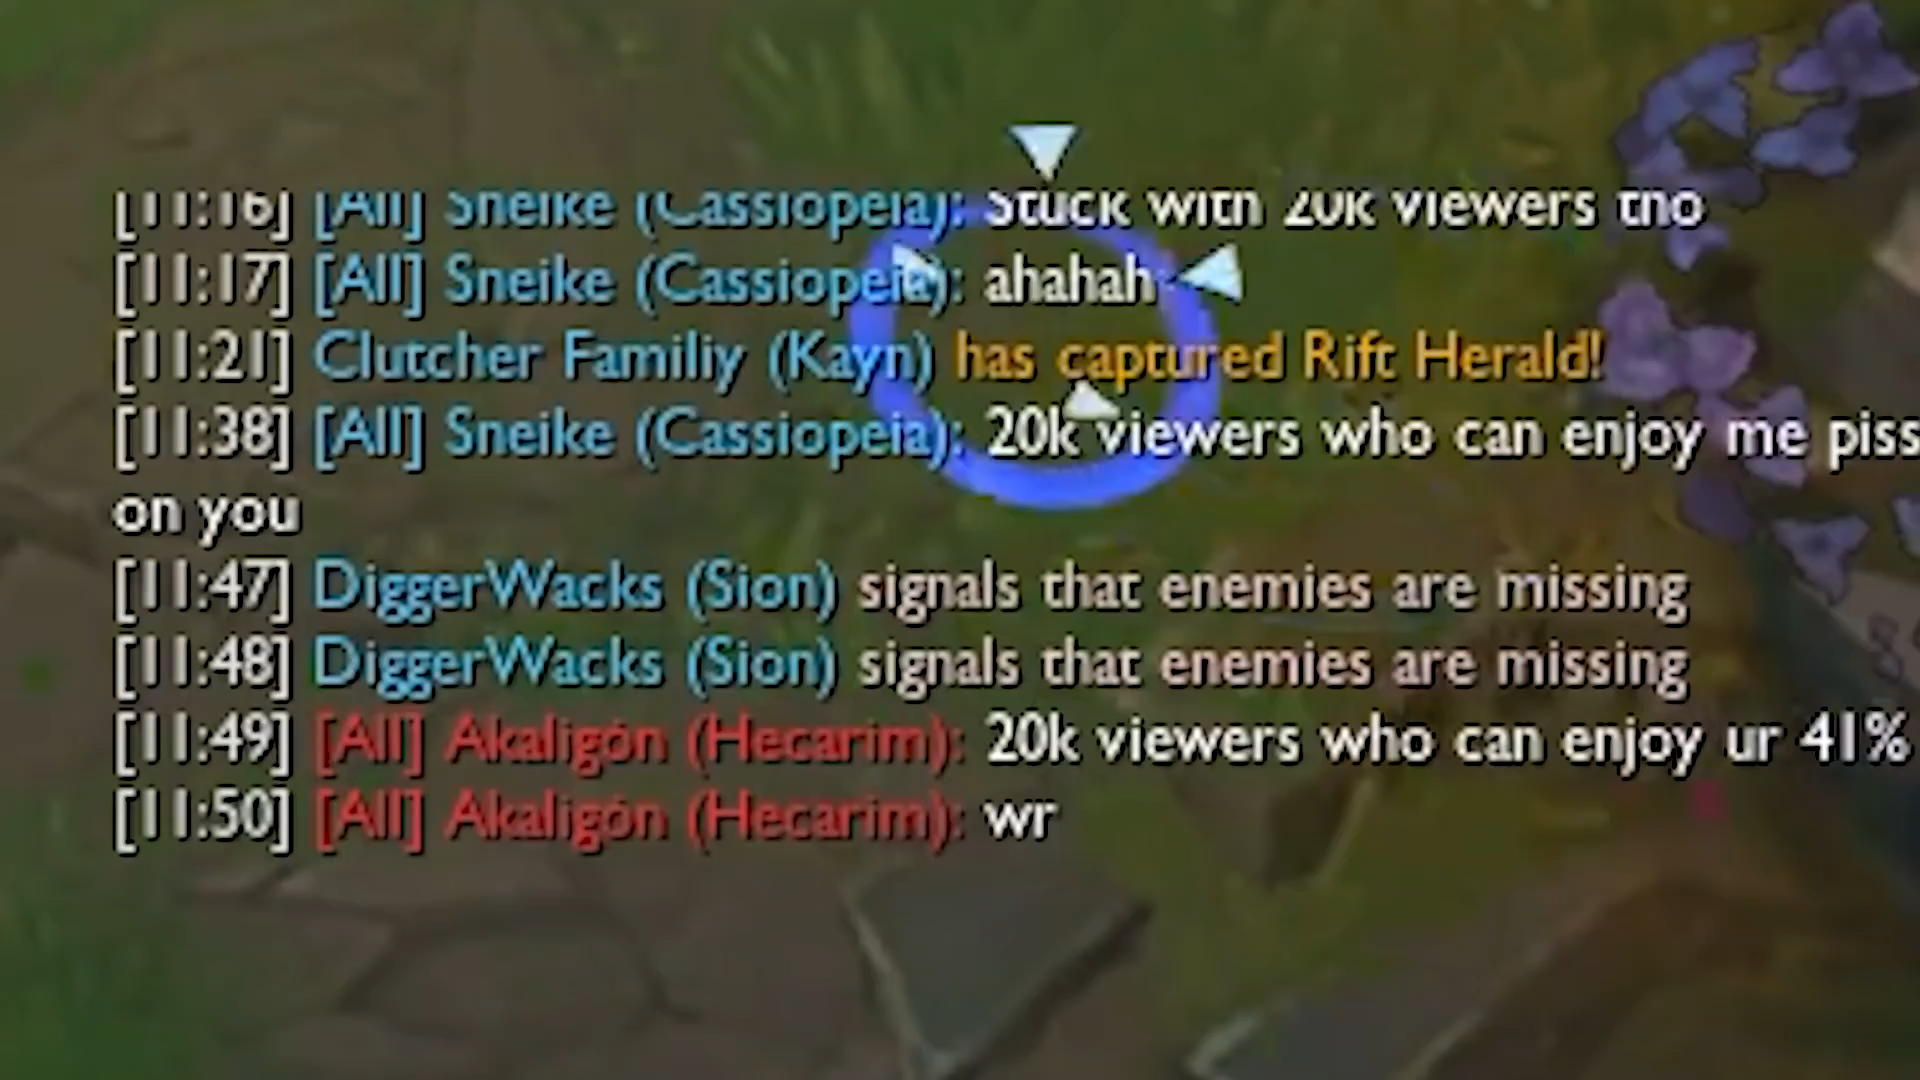 [11:16] [All] Sneike (Cassiopeia): Stuck with 20k viewers tho
[11:17] [All] Sneike (Cassiopeia): ahahah
[11:21] Clutcher Familiy (Kayn) has captured Rift Herald!
[11:38] [All] Sneike (Cassiopeia): 20k viewers who can enjoy me piss
on you
[11:47] DiggerWacks (Sion) signals that enemies are missing
[11:48] DiggerWacks (Sion) signals that enemies are missing
[11:49] [All] Akaligón (Hecarim): 20k viewers who can enjoy ur 41%
[11:50] [All] Akaligón (Hecarim): wr